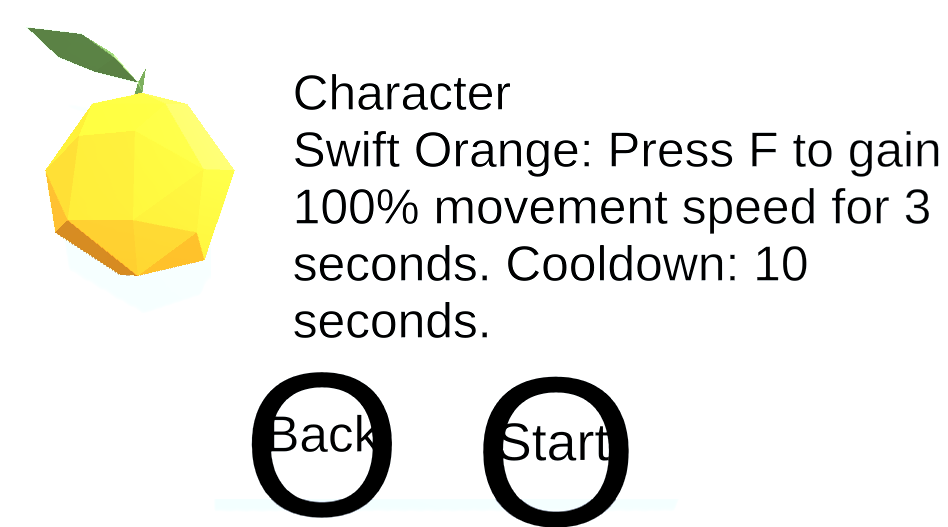 Character
Swift Orange: Press F to gain
100% movement speed for 3
seconds. Cooldown: 10
seconds.
Back
Start